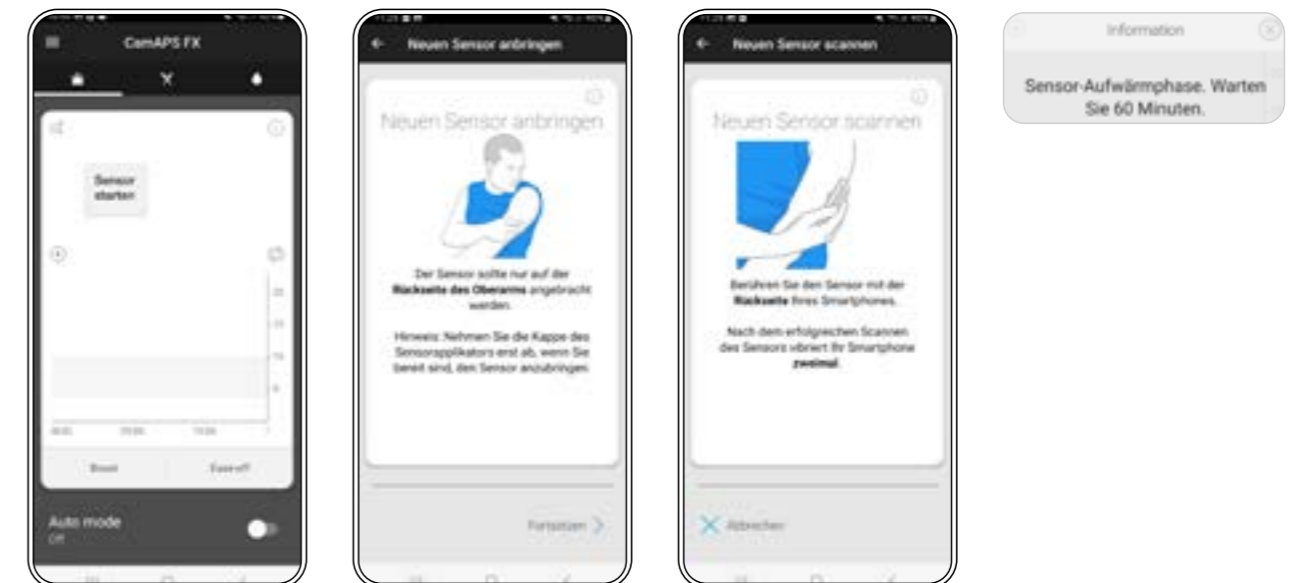 CamAPS FX
Sensor
starten
Boost
Ease-off
Auto mode
Off
Neuen Sensor anbringen
Neuen Sensor anbringen
Der Sensor sollte nur auf der
Rückseite des Oberarms angebracht
werden.
Hinweis: Nehmen Sie die Kappe des
Sensorapplikators erst ab, wenn Sie
bereit sind, den Sensor anzubringen
Fortsetzen
Neuen Sensor scannen
Neuen Sensor scannen
Berühren Sie den Sensor mit der
Rückseite Ihres Smartphones.
Nach dem erfolgreichen Scannen
des Sensors vibriert Ihr Smartphone
zweimal.
Abbrechen
Information
Sensor-Aufwärmphase. Warten
Sie 60 Minuten.